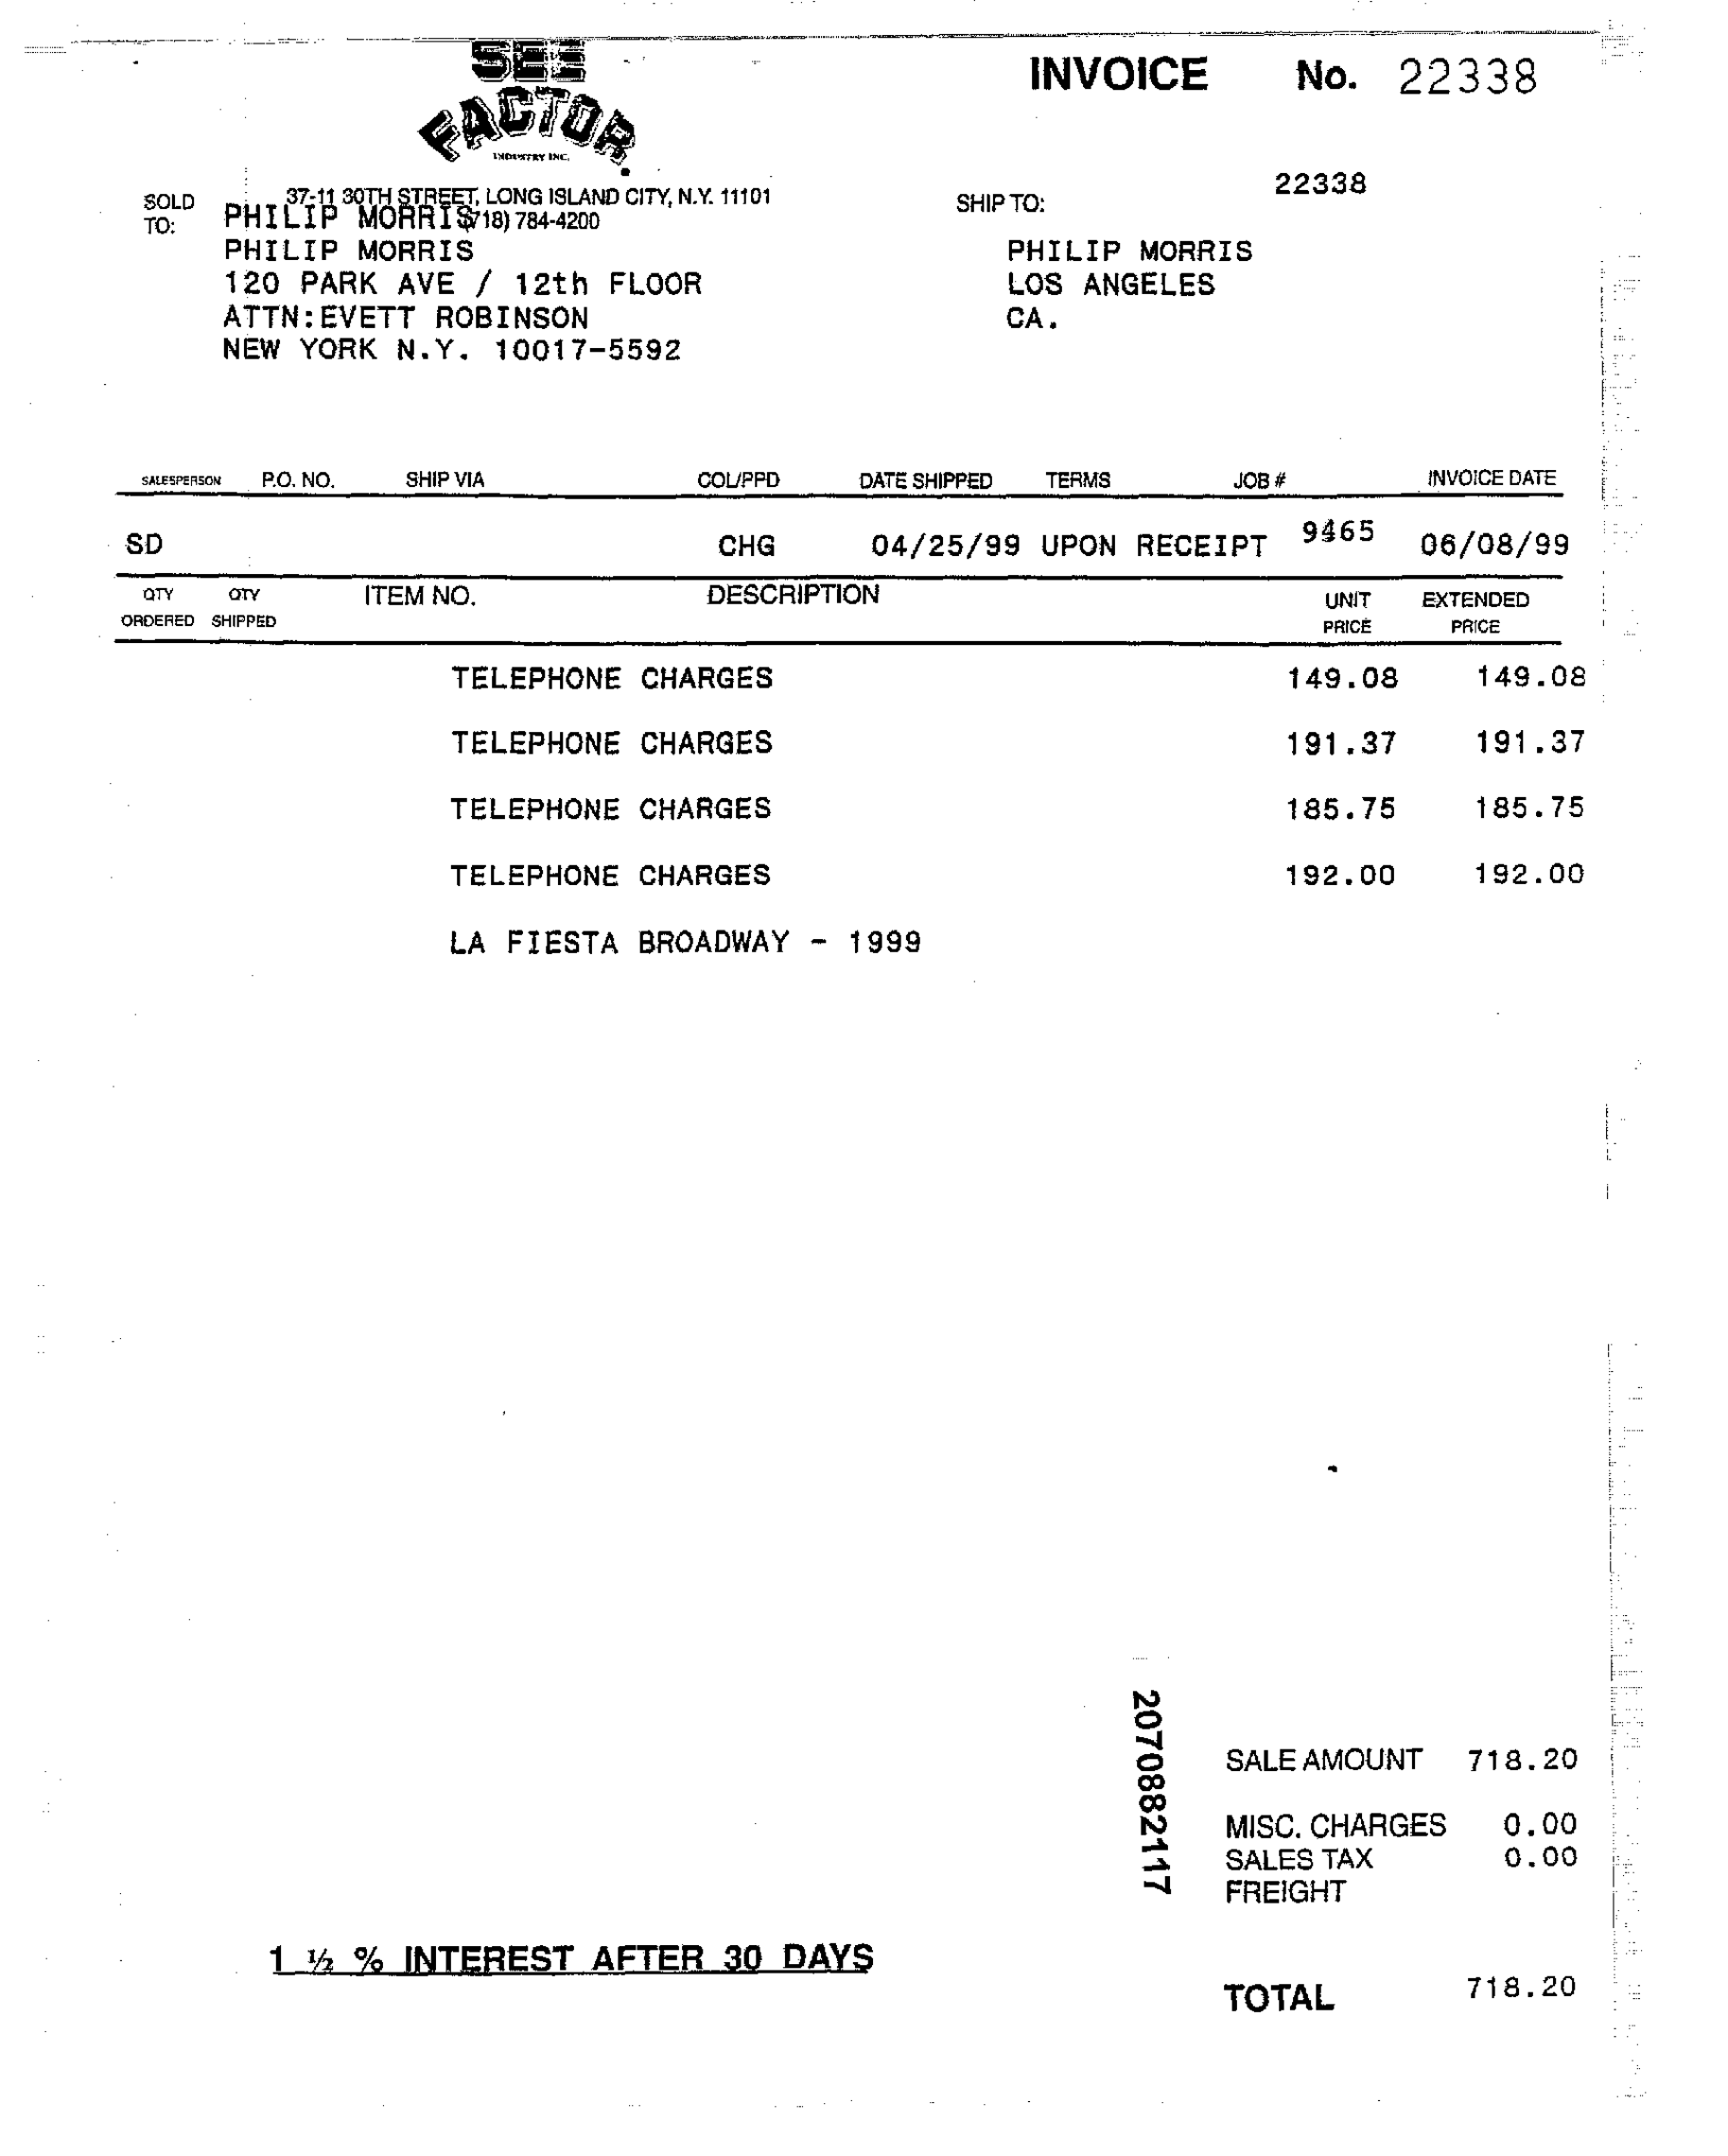 SEE
FACTOR
INDUSTRY INC.
INVOICE No. 22338
37-11 30TH STREET, LONG ISLAND CITY, N.Y. 11101
(718) 784-4200
22338
SOLD TO:
PHILIP MORRIS
PHILIP MORRIS
120 PARK AVE / 12th FLOOR
ATTN:EVETT ROBINSON
NEW YORK N.Y. 10017-5592
SHIP TO:
PHILIP MORRIS
LOS ANGELES
CA.
SALESPERSON P.O. NO. SHIP VIA COL/PPD DATE SHIPPED TERMS JOB # INVOICE DATE
SD CHG 04/25/99 UPON RECEIPT 9465 06/08/99
QTY ORDERED QTY SHIPPED ITEM NO. DESCRIPTION UNIT PRICE EXTENDED PRICE
TELEPHONE CHARGES 149.08 149.08
TELEPHONE CHARGES 191.37 191.37
TELEPHONE CHARGES 185.75 185.75
TELEPHONE CHARGES 192.00 192.00
LA FIESTA BROADWAY - 1999
2070882117
SALE AMOUNT 718.20
MISC. CHARGES 0.00
SALES TAX 0.00
FREIGHT
1 ½ % INTEREST AFTER 30 DAYS
TOTAL 718.20